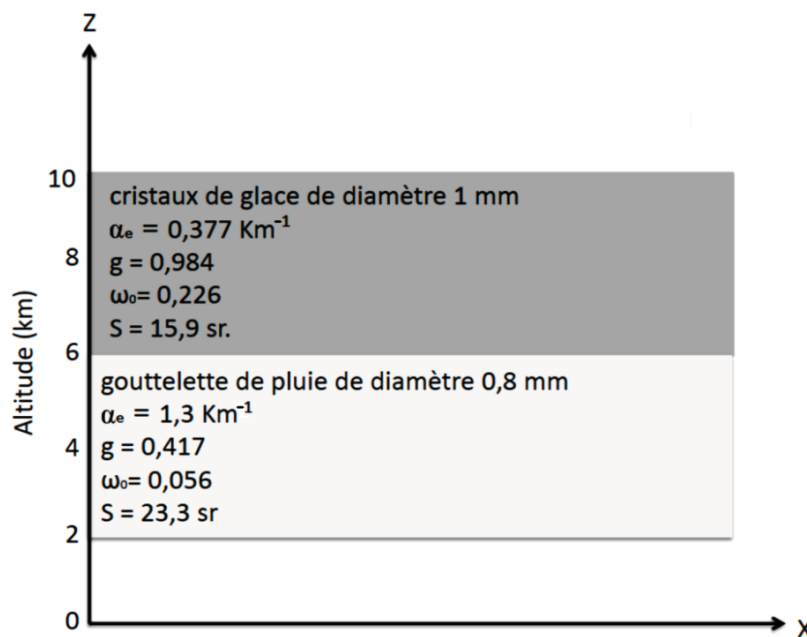 Z
10
cristaux de glace de diamètre 1 mm
αe = 0,377 Km⁻¹
8
g = 0,984
ω₀= 0,226
S = 15,9 sr.
6
gouttelette de pluie de diamètre 0,8 mm
αe = 1,3 Km⁻¹
4
g = 0,417
ω₀= 0,056
S = 23,3 sr
2
0
X
Altitude (km)